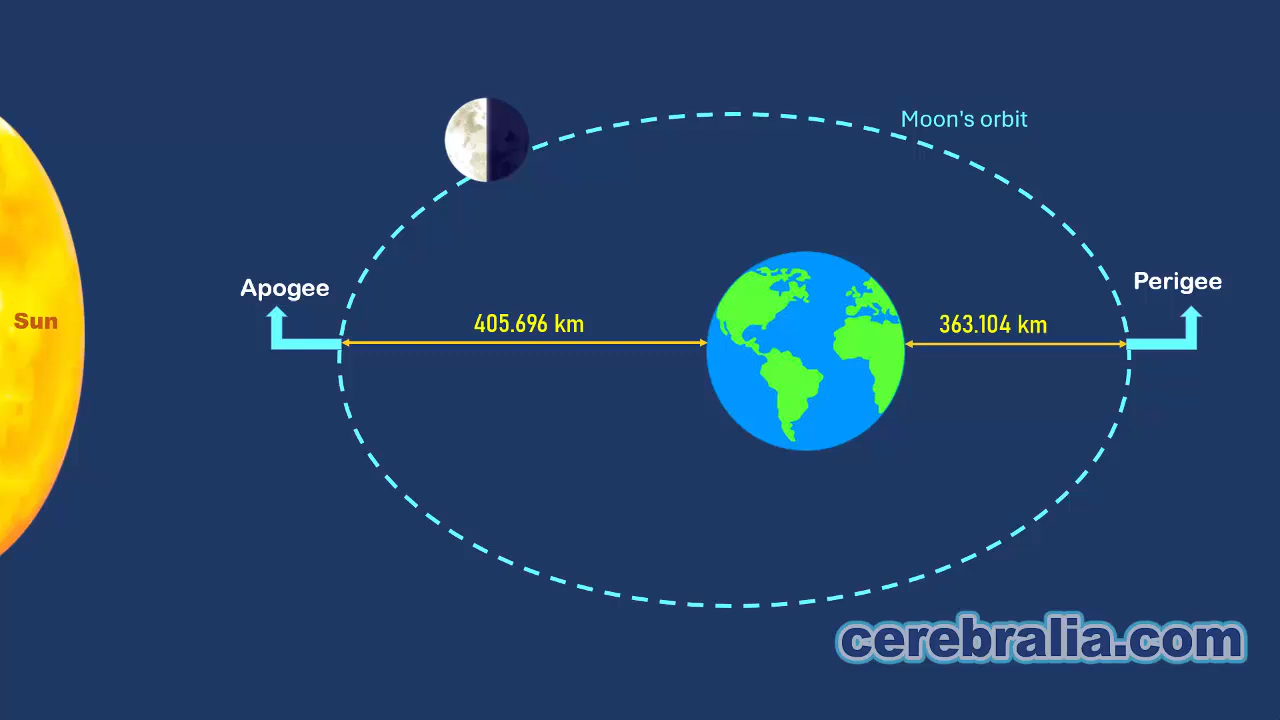 Moon's orbit
Apogee
Perigee
Sun
405.696 km
363.104 km
cerebralia.com